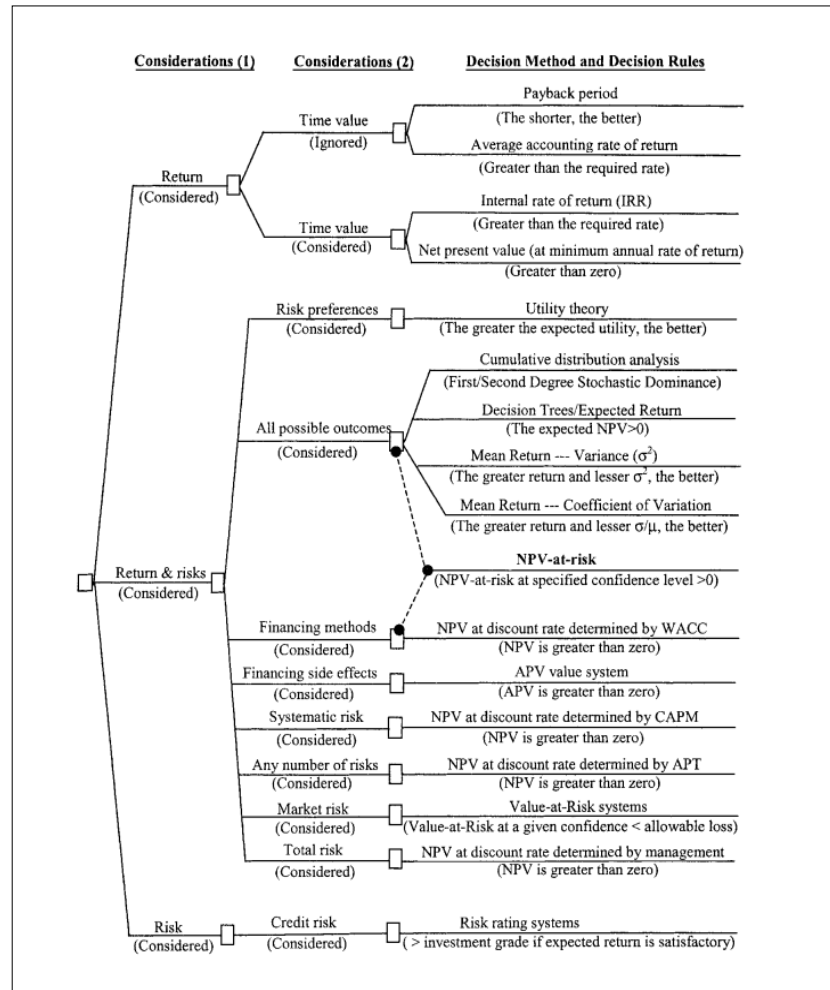 Considerations (1)
Considerations (2)
Decision Method and Decision Rules
Return
(Considered)
Time value
(Ignored)
Payback period
(The shorter, the better)
Average accounting rate of return
(Greater than the required rate)
Time value
(Considered)
Internal rate of return (IRR)
(Greater than the required rate)
Net present value (at minimum annual rate of return)
(Greater than zero)
Return & risks
(Considered)
Risk preferences
(Considered)
Utility theory
(The greater the expected utility, the better)
All possible outcomes
(Considered)
Cumulative distribution analysis
(First/Second Degree Stochastic Dominance)
Decision Trees/Expected Return
(The expected NPV>0)
Mean Return --- Variance (σ²)
(The greater return and lesser σ², the better)
Mean Return --- Coefficient of Variation
(The greater return and lesser σ/μ, the better)
NPV-at-risk
(NPV-at-risk at specified confidence level >0)
Financing methods
(Considered)
NPV at discount rate determined by WACC
(NPV is greater than zero)
Financing side effects
(Considered)
APV value system
(APV is greater than zero)
Systematic risk
(Considered)
NPV at discount rate determined by CAPM
(NPV is greater than zero)
Any number of risks
(Considered)
NPV at discount rate determined by APT
(NPV is greater than zero)
Market risk
(Considered)
Value-at-Risk systems
(Value-at-Risk at a given confidence < allowable loss)
Total risk
(Considered)
NPV at discount rate determined by management
(NPV is greater than zero)
Risk
(Considered)
Credit risk
(Considered)
Risk rating systems
( > investment grade if expected return is satisfactory)